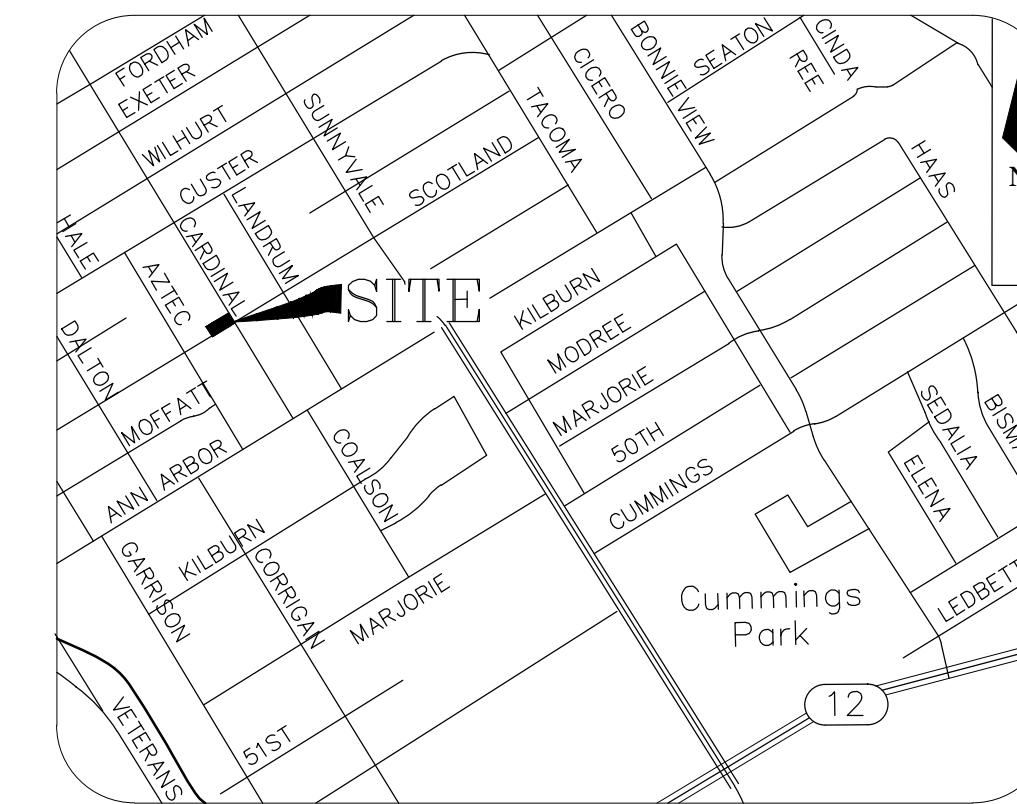 FORDHAM
EXETER
WILHURT
CUSTER
SUNNYVALE
SCOTLAND
TACOMA
CICERO
BONNIE VIEW
SEATON
CINDA
REE
HAAS
N
HALE
AZTEC
CARDINAL
LANDRUM
SITE
DALTON
MOFFATT
ANN ARBOR
KILBURN
MODREE
MARJORIE
50TH
CUMMINGS
COALSON
SEDALIA
ELENA
GARRISON
KILBURN
CORRIGAN
MARJORIE
Cummings
Park
12
51ST
VETERANS